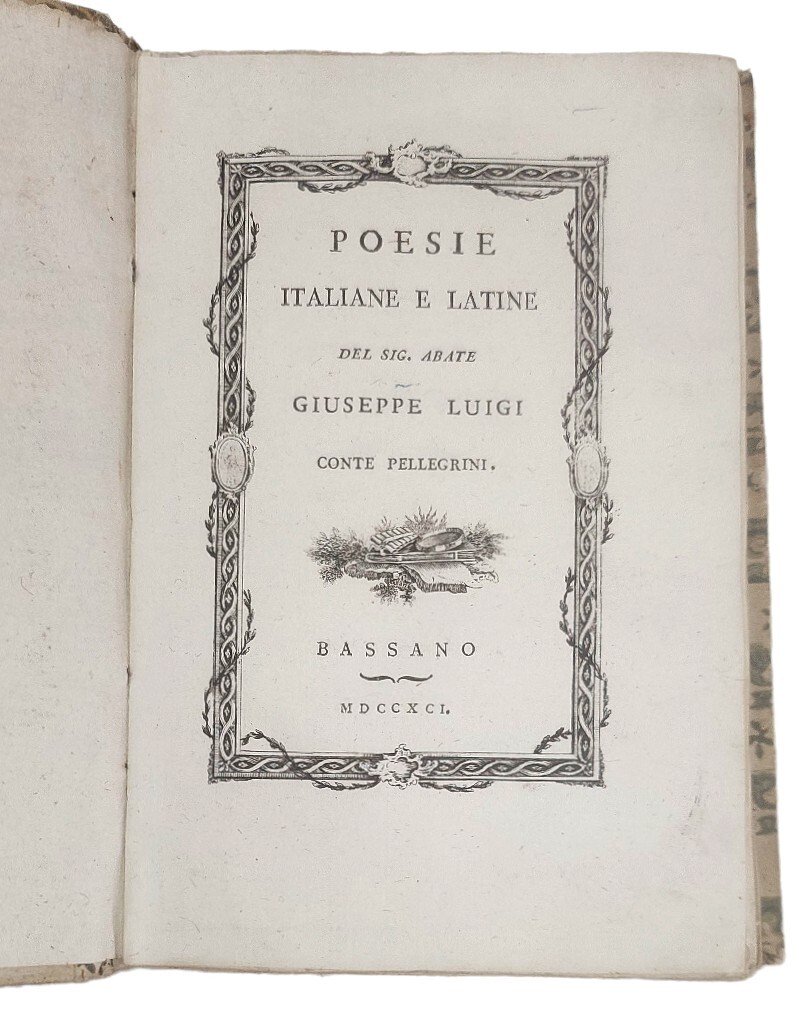 POESIE
ITALIANE E LATINE
DEL SIG. ABATE
GIUSEPPE LUIGI
CONTE PELLEGRINI.
BASSANO
MDCCXCI.